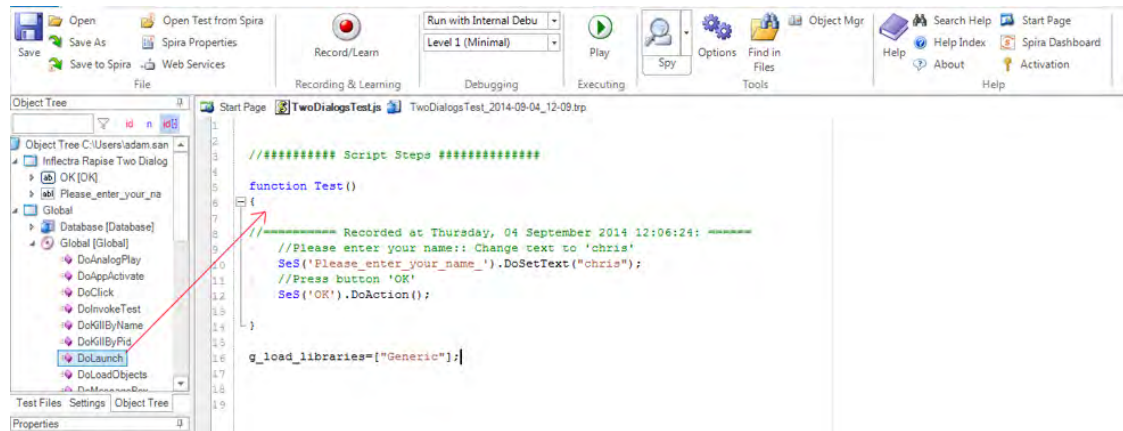 Save
Open
Save As
Save to Spira
Open Test from Spira
Spira Properties
Web Services
File
Record/Learn
Recording & Learning
Run with Internal Debu
Level 1 (Minimal)
Debugging
Play
Executing
Spy
Options
Find in
Files
Object Mgr
Tools
Help
Search Help
Help Index
About
Start Page
Spira Dashboard
Activation
Help
Object Tree
id n id
Object Tree C:\Users\adam.san
Inflectra Rapise Two Dialog
ab OK [OK]
abl Please_enter_your_na
Global
Database [Database]
Global [Global]
DoAnalogPlay
DoAppActivate
DoClick
DoInvokeTest
DoKillByName
DoKillByPid
DoLaunch
DoLoadObjects
DoMessageBox
Test Files Settings Object Tree
Properties
Start Page TwoDialogsTest.js TwoDialogsTest_2014-09-04_12-09.trp
1
2
3 //########## Script Steps ##############
4
5 function Test()
6 {
7
8 //========== Recorded at Thursday, 04 September 2014 12:06:24: ======
9 //Please enter your name:: Change text to 'chris'
10 SeS('Please_enter_your_name_').DoSetText("chris");
11 //Press button 'OK'
12 SeS('OK').DoAction();
13
14 }
15
16 g_load_libraries=["Generic"];
17
18
19